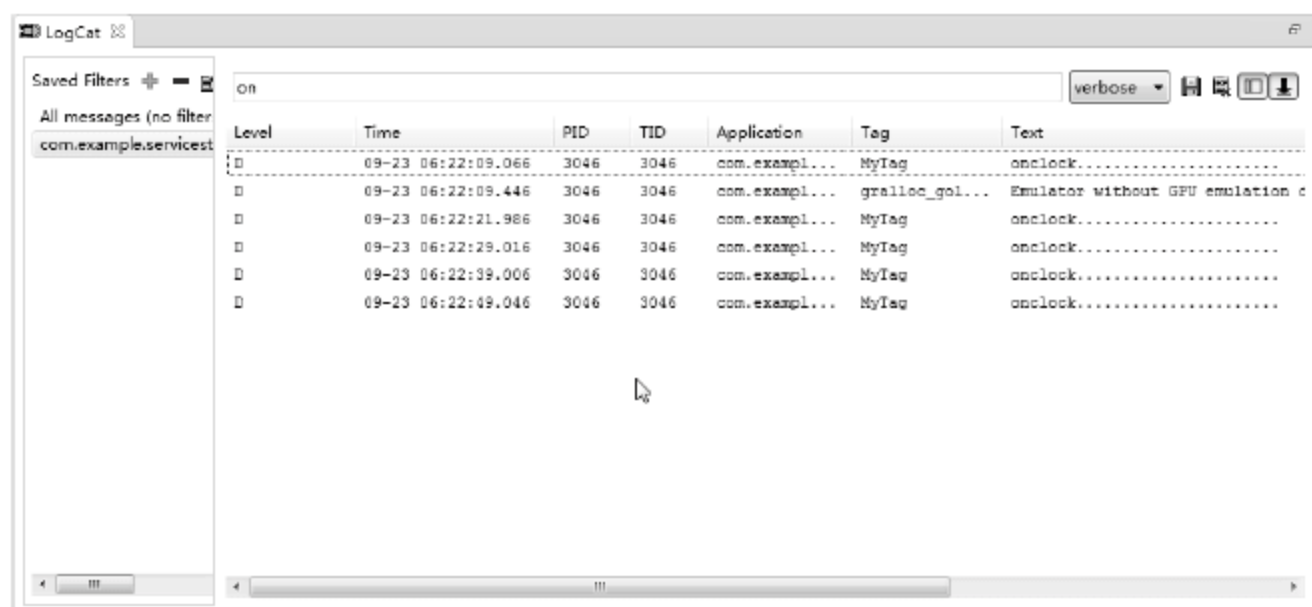 LogCat
Saved Filters
All messages (no filter
com.example.servicest
on
verbose
Level Time PID TID Application Tag Text
D 09-23 06:22:09.066 3046 3046 com.exampl... MyTag onclock......................
D 09-23 06:22:09.446 3046 3046 com.exampl... gralloc_gol... Emulator without GPU emulation
D 09-23 06:22:21.986 3046 3046 com.exampl... MyTag onclock......................
D 09-23 06:22:29.016 3046 3046 com.exampl... MyTag onclock......................
D 09-23 06:22:39.006 3046 3046 com.exampl... MyTag onclock......................
D 09-23 06:22:49.046 3046 3046 com.exampl... MyTag onclock......................